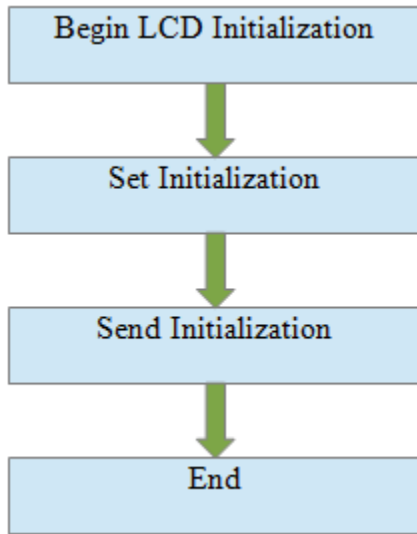 Begin LCD Initialization
Set Initialization
Send Initialization
End